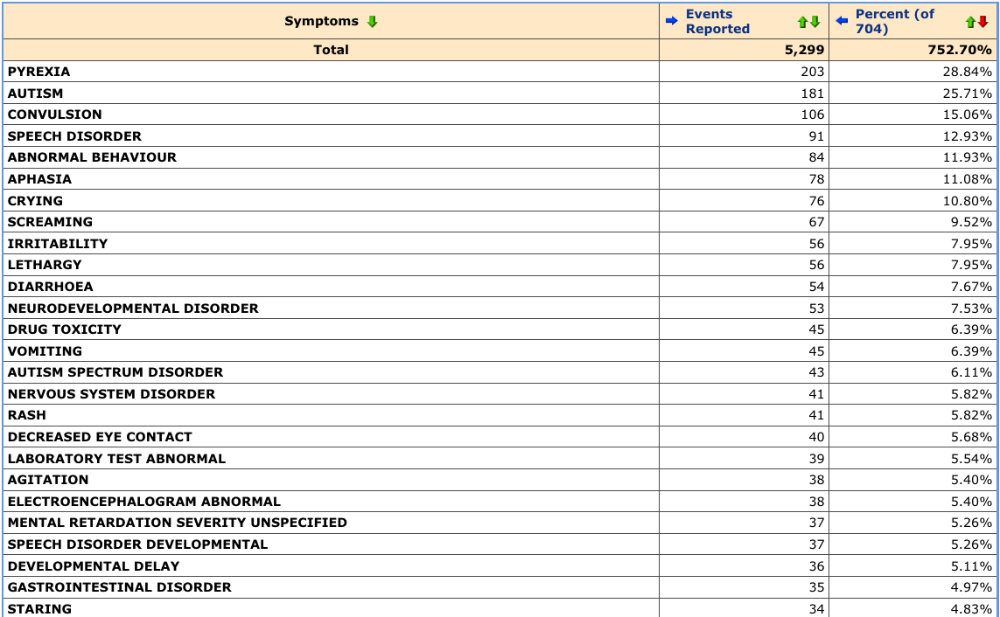 Symptoms Events Reported Percent (of 704)
Total 5,299 752.70%
PYREXIA 203 28.84%
AUTISM 181 25.71%
CONVULSION 106 15.06%
SPEECH DISORDER 91 12.93%
ABNORMAL BEHAVIOUR 84 11.93%
APHASIA 78 11.08%
CRYING 76 10.80%
SCREAMING 67 9.52%
IRRITABILITY 56 7.95%
LETHARGY 56 7.95%
DIARRHOEA 54 7.67%
NEURODEVELOPMENTAL DISORDER 53 7.53%
DRUG TOXICITY 45 6.39%
VOMITING 45 6.39%
AUTISM SPECTRUM DISORDER 43 6.11%
NERVOUS SYSTEM DISORDER 41 5.82%
RASH 41 5.82%
DECREASED EYE CONTACT 40 5.68%
LABORATORY TEST ABNORMAL 39 5.54%
AGITATION 38 5.40%
ELECTROENCEPHALOGRAM ABNORMAL 38 5.40%
MENTAL RETARDATION SEVERITY UNSPECIFIED 37 5.26%
SPEECH DISORDER DEVELOPMENTAL 37 5.26%
DEVELOPMENTAL DELAY 36 5.11%
GASTROINTESTINAL DISORDER 35 4.97%
STARING 34 4.83%